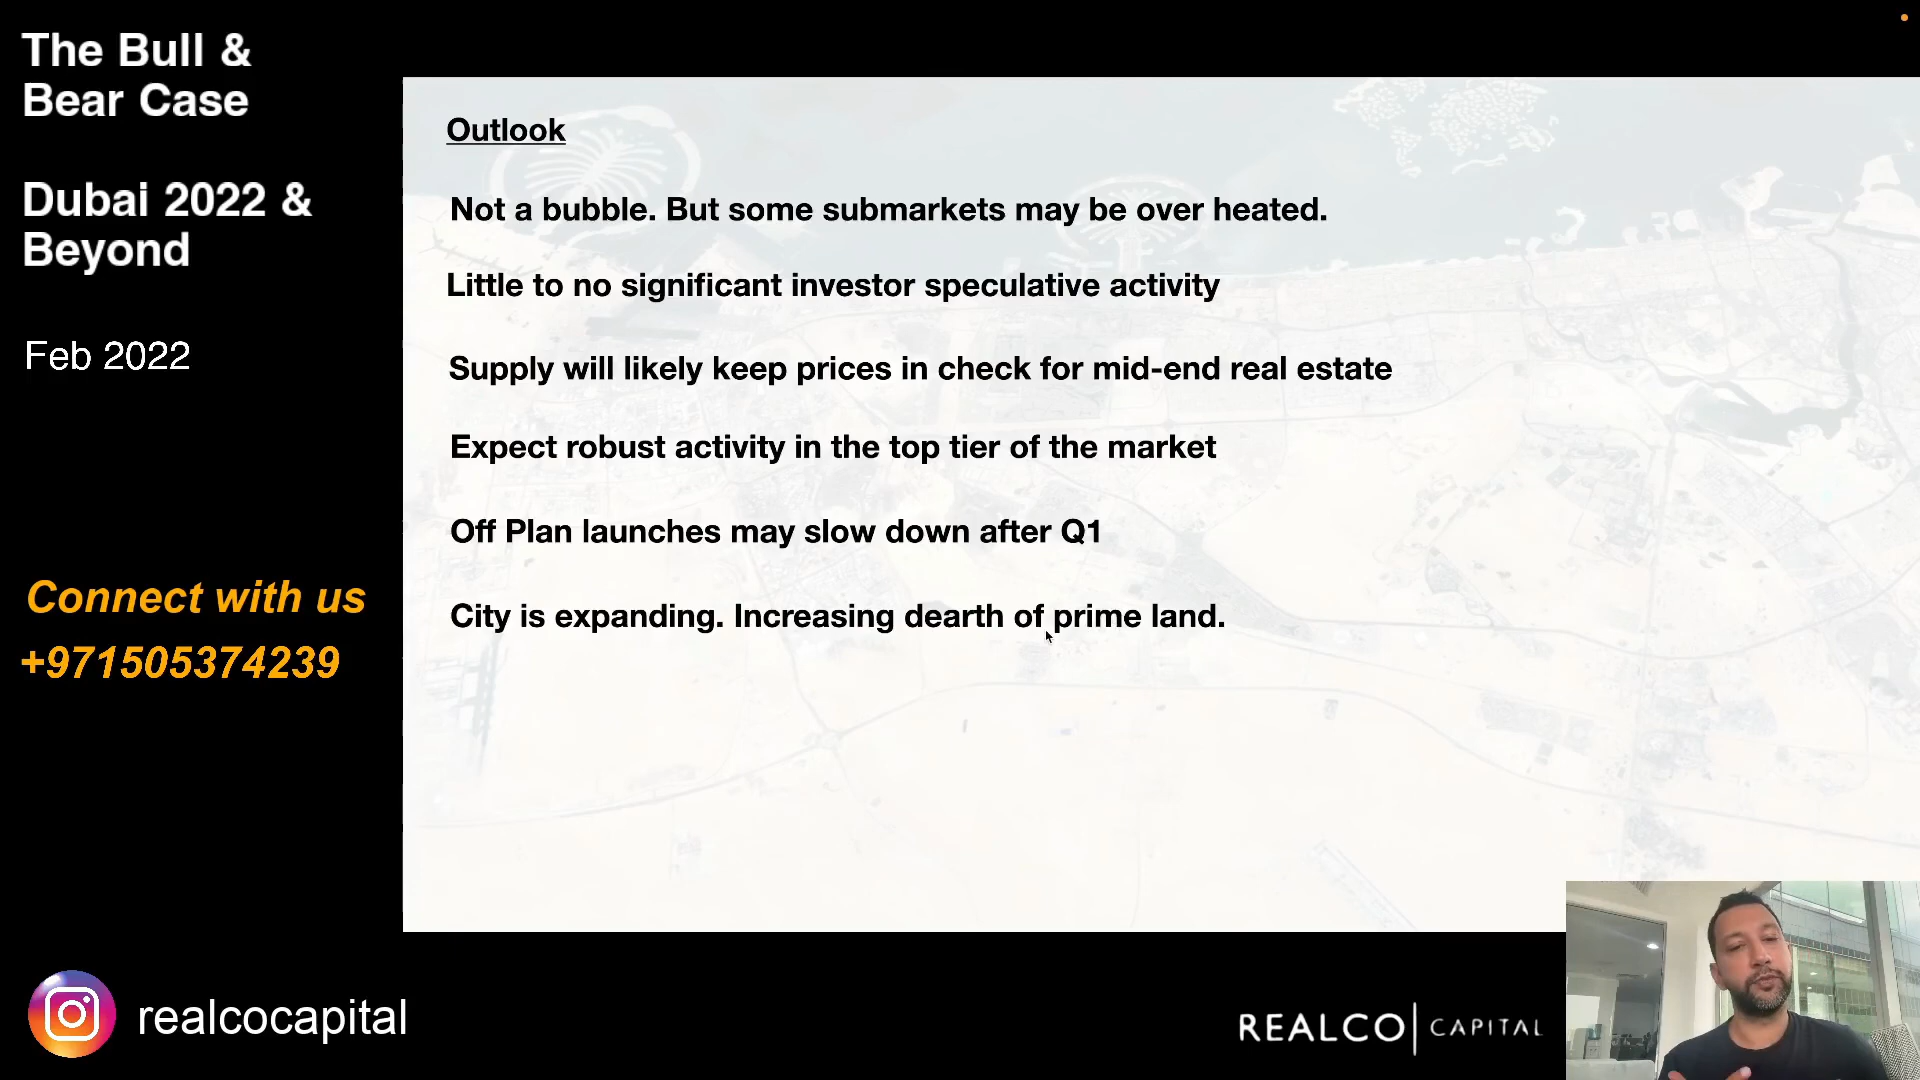 The Bull &
Bear Case
Dubai 2022 &
Beyond
Feb 2022
Connect with us
+971505374239
realcocapital
Outlook
Not a bubble. But some submarkets may be over heated.
Little to no significant investor speculative activity
Supply will likely keep prices in check for mid-end real estate
Expect robust activity in the top tier of the market
Off Plan launches may slow down after Q1
City is expanding. Increasing dearth of prime land.
REALCO CAPITAL